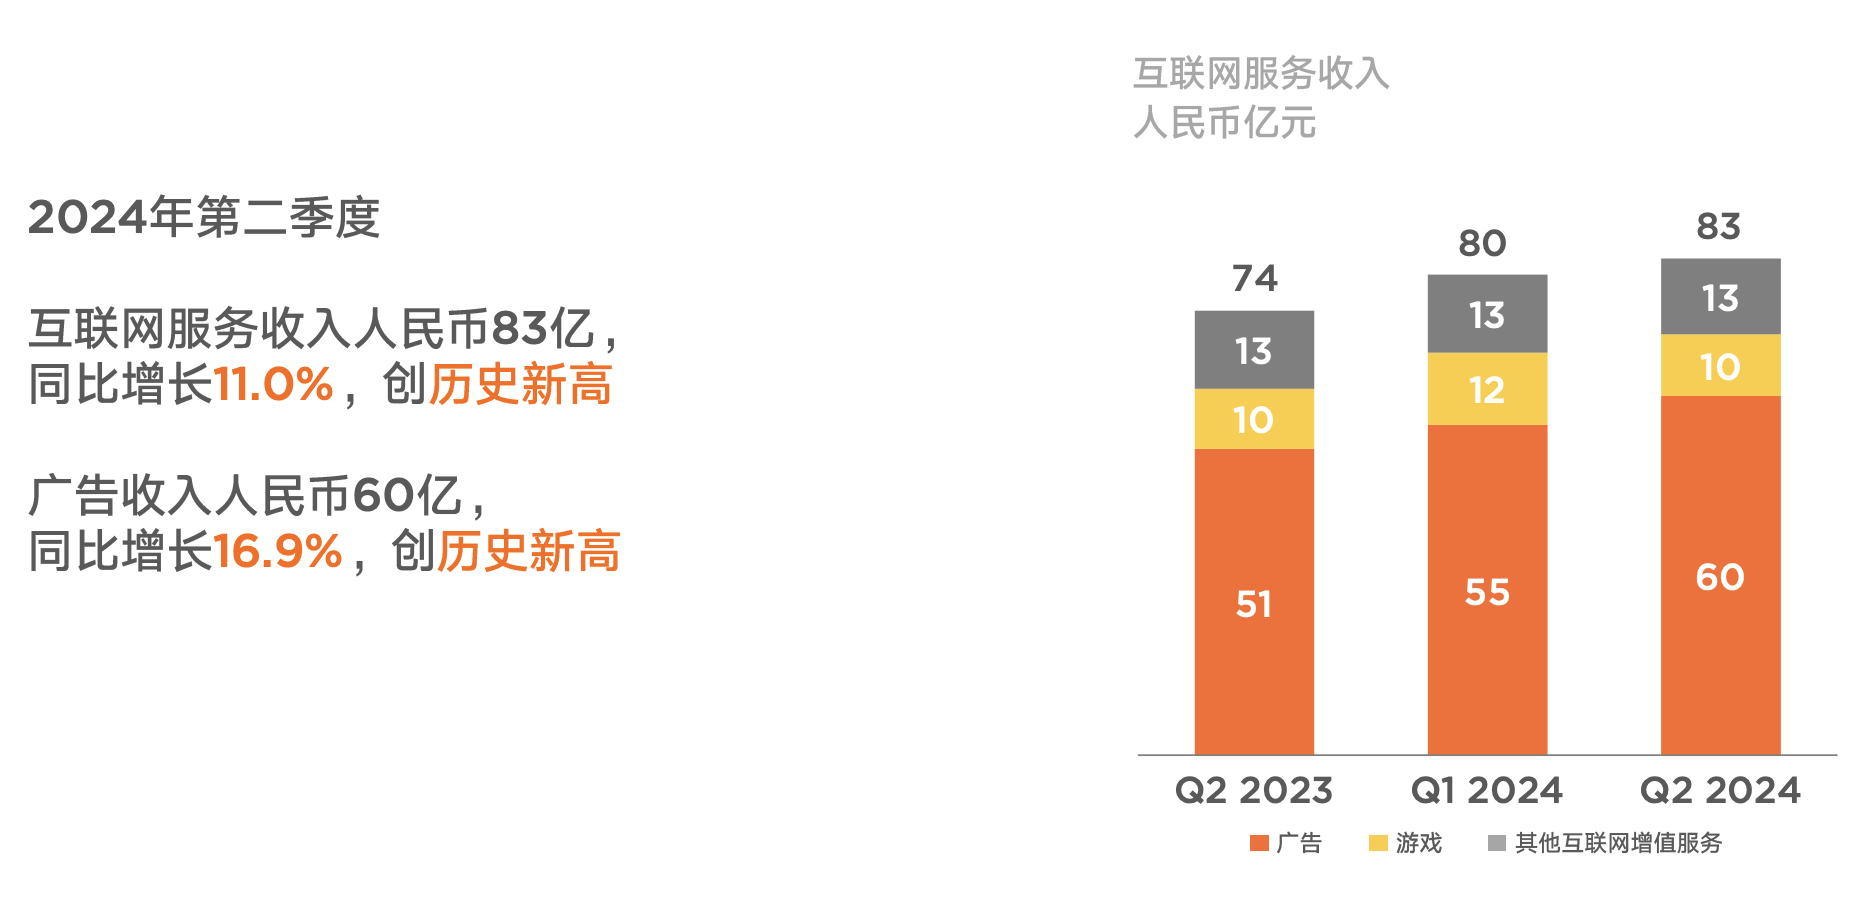 2024年第二季度
互联网服务收入人民币83亿，
同比增长11.0%，创历史新高
广告收入人民币60亿，
同比增长16.9%，创历史新高
互联网服务收入
人民币亿元
74
80
83
13
13
13
10
12
10
51
55
60
Q2 2023
Q1 2024
Q2 2024
广告
游戏
其他互联网增值服务